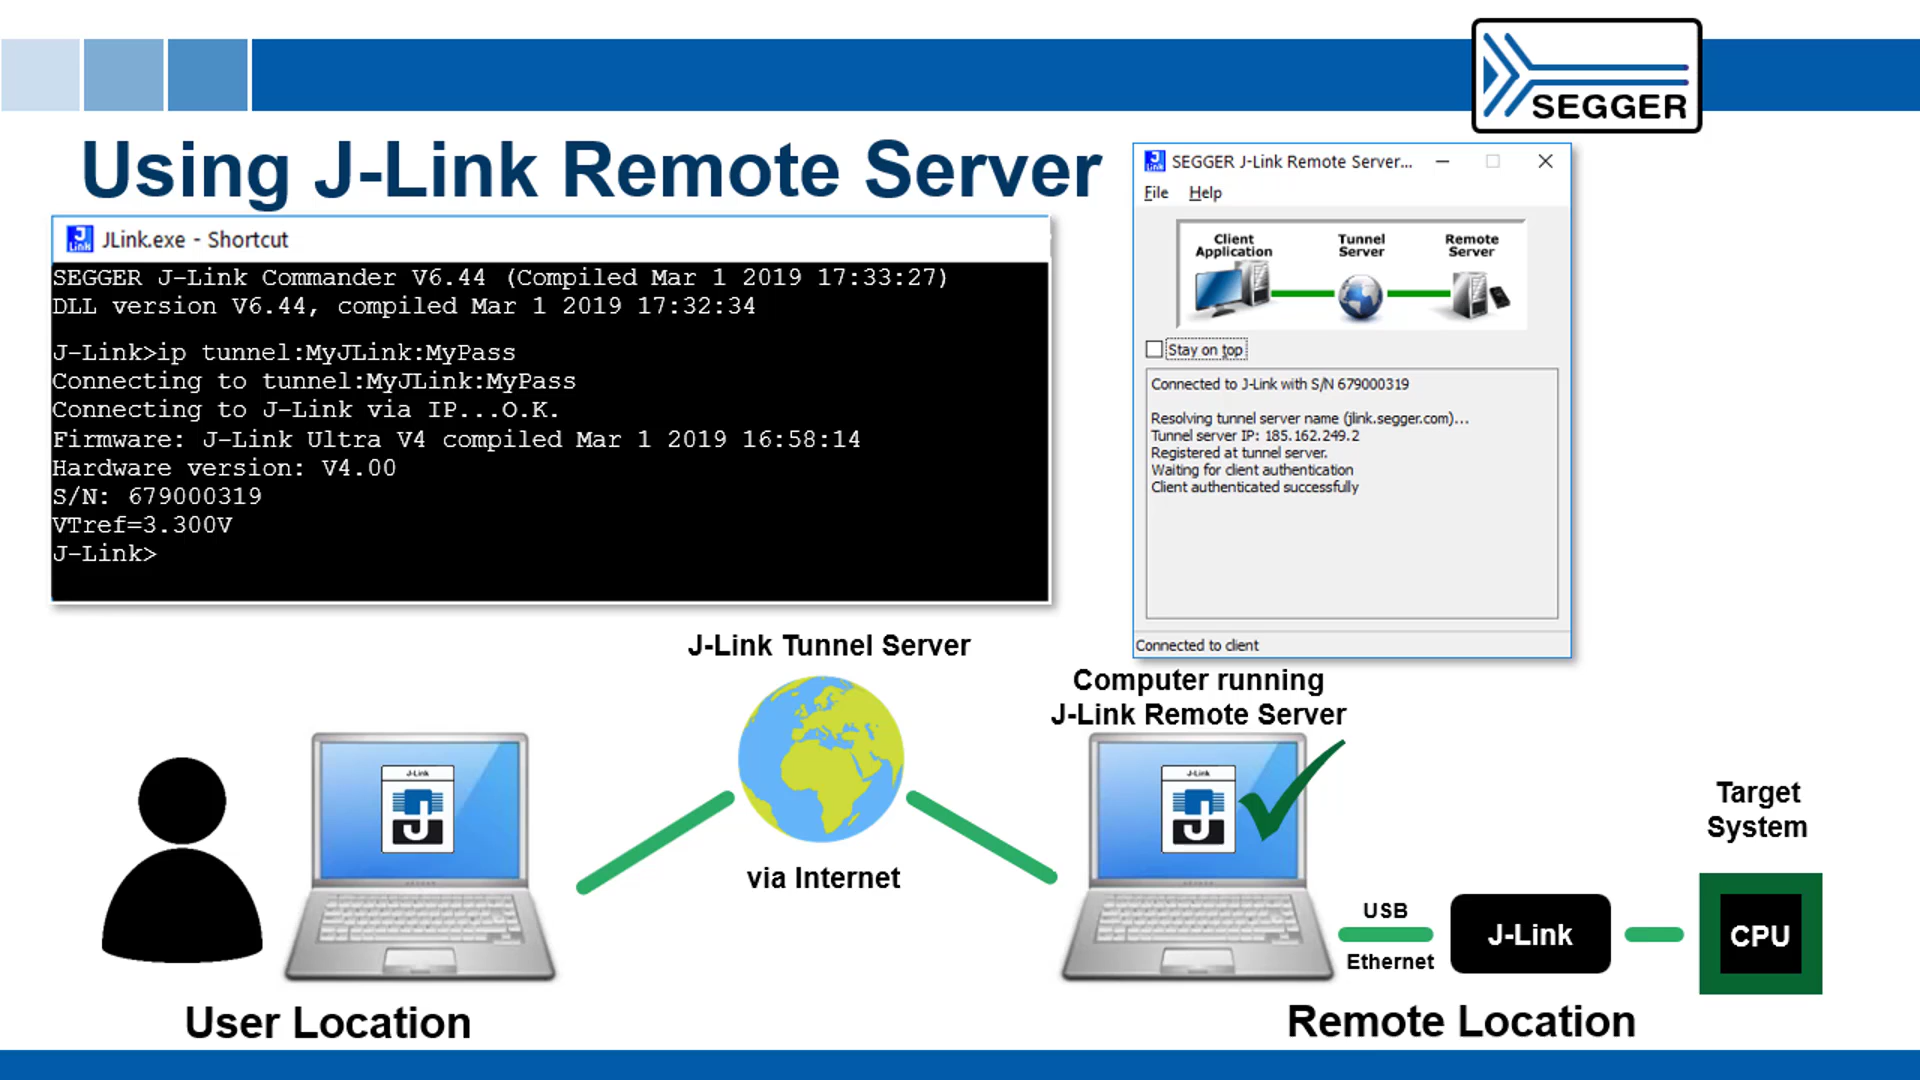 SEGGER
Using J-Link Remote Server
JLink.exe - Shortcut
SEGGER J-Link Commander V6.44 (Compiled Mar 1 2019 17:33:27)
DLL version V6.44, compiled Mar 1 2019 17:32:34
J-Link>ip tunnel:MyJLink:MyPass
Connecting to tunnel:MyJLink:MyPass
Connecting to J-Link via IP...O.K.
Firmware: J-Link Ultra V4 compiled Mar 1 2019 16:58:14
Hardware version: V4.00
S/N: 679000319
VTref=3.300V
J-Link>
SEGGER J-Link Remote Server...
File Help
Client Application
Tunnel Server
Remote Server
Stay on top
Connected to J-Link with S/N 679000319
Resolving tunnel server name (jlink.segger.com)...
Tunnel server IP: 185.162.249.2
Registered at tunnel server.
Waiting for client authentication
Client authenticated successfully
Connected to client
J-Link Tunnel Server
via Internet
Computer running
J-Link Remote Server
J-Link
J-Link
USB
Ethernet
J-Link
Target
System
CPU
User Location
Remote Location